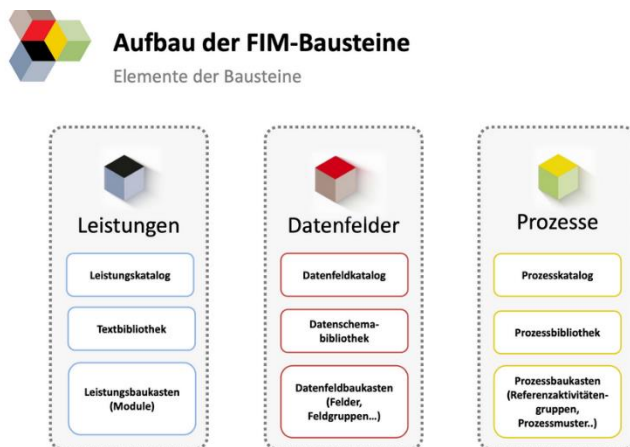 Aufbau der FIM-Bausteine
Elemente der Bausteine
Leistungen
Leistungskatalog
Textbibliothek
Leistungsbaukasten
(Module)
Datenfelder
Datenfeldkatalog
Datenschema-
bibliothek
Datenfeldbaukasten
(Felder,
Feldgruppen...)
Prozesse
Prozesskatalog
Prozessbibliothek
Prozessbaukasten
(Referenzaktivitäten-
gruppen,
Prozessmuster..)